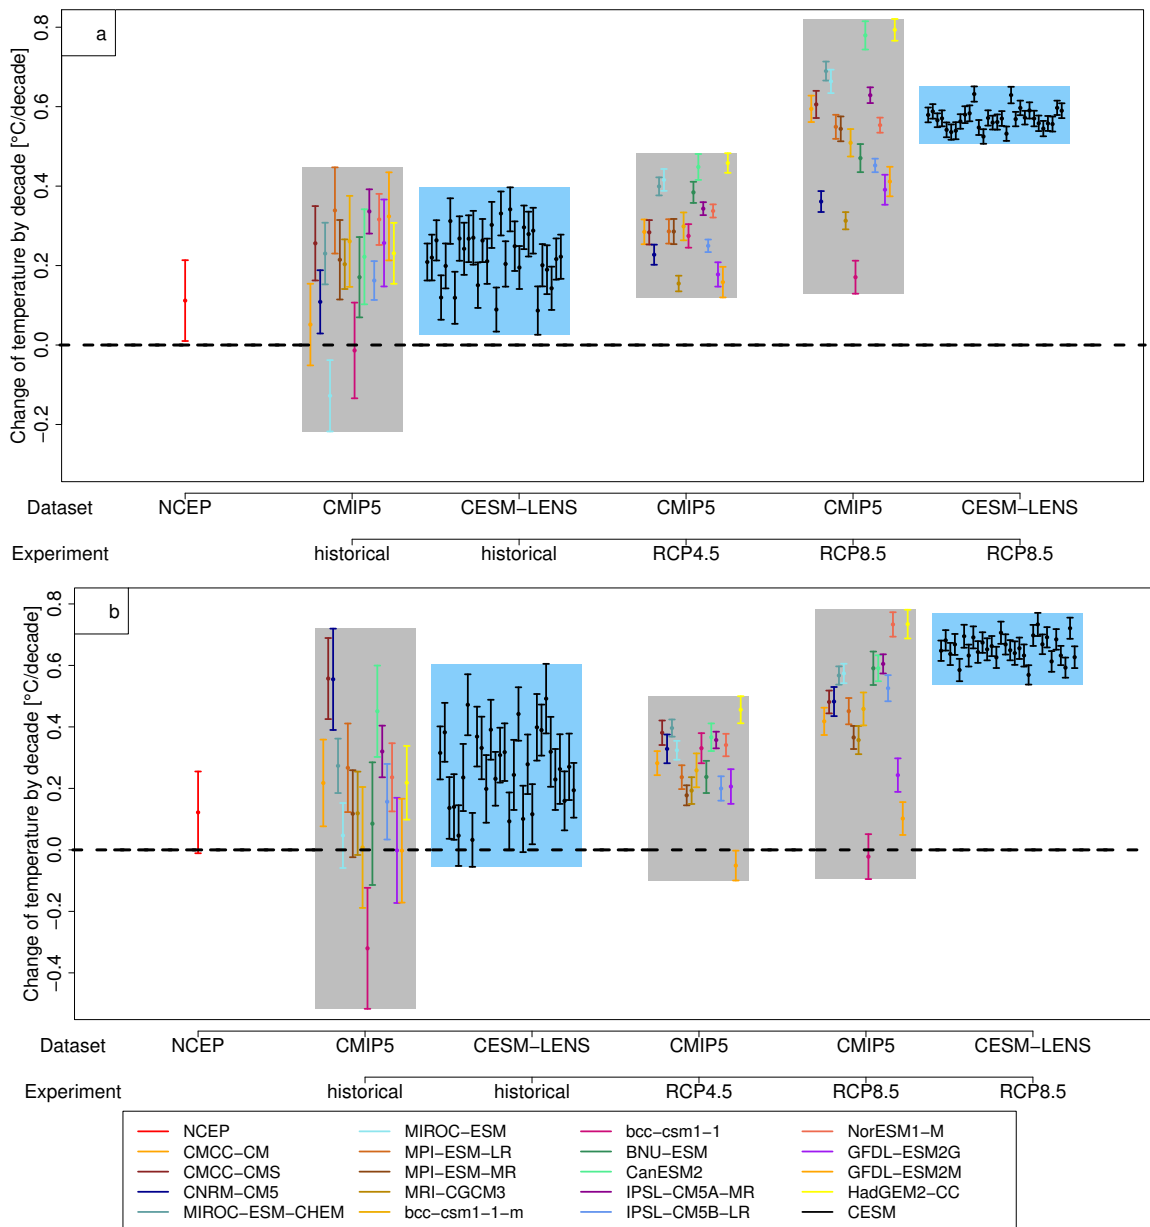 a
Change of temperature by decade [°C/decade]
0.8
0.6
0.4
0.2
0.0
−0.2
Dataset NCEP CMIP5 CESM−LENS CMIP5 CMIP5 CESM−LENS
Experiment historical historical RCP4.5 RCP8.5 RCP8.5
b
Change of temperature by decade [°C/decade]
0.8
0.6
0.4
0.2
0.0
−0.2
−0.4
Dataset NCEP CMIP5 CESM−LENS CMIP5 CMIP5 CESM−LENS
Experiment historical historical RCP4.5 RCP8.5 RCP8.5
NCEP MIROC−ESM bcc−csm1−1 NorESM1−M
CMCC−CM MPI−ESM−LR BNU−ESM GFDL−ESM2G
CMCC−CMS MPI−ESM−MR CanESM2 GFDL−ESM2M
CNRM−CM5 MRI−CGCM3 IPSL−CM5A−MR HadGEM2−CC
MIROC−ESM−CHEM bcc−csm1−1−m IPSL−CM5B−LR CESM